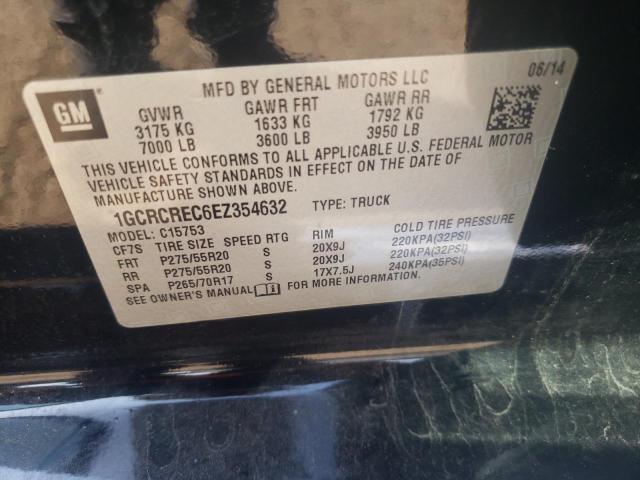 GM
MFD BY GENERAL MOTORS LLC
06/14
GVWR GAWR FRT GAWR RR
3175 KG 1633 KG 1792 KG
7000 LB 3600 LB 3950 LB
THIS VEHICLE CONFORMS TO ALL APPLICABLE U.S. FEDERAL MOTOR
VEHICLE SAFETY STANDARDS IN EFFECT ON THE DATE OF
MANUFACTURE SHOWN ABOVE.
1GCRCREC6EZ354632 TYPE: TRUCK
MODEL: C15753
CF7S TIRE SIZE SPEED RTG RIM COLD TIRE PRESSURE
FRT P275/55R20 S 20X9J 220KPA(32PSI)
RR P275/55R20 S 20X9J 220KPA(32PSI)
SPA P265/70R17 S 17X7.5J 240KPA(35PSI)
SEE OWNER'S MANUAL FOR MORE INFORMATION.